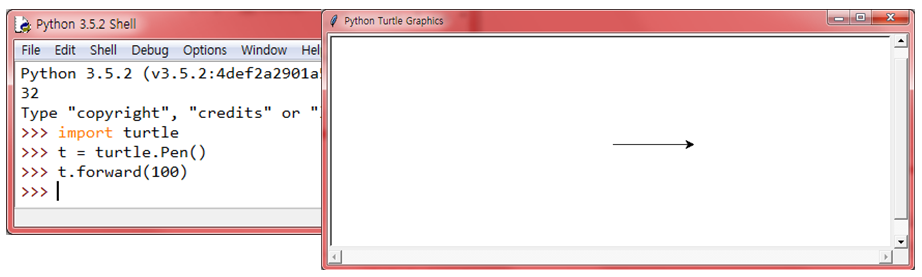 Python 3.5.2 Shell
File Edit Shell Debug Options Window Hel
Python 3.5.2 (v3.5.2:4def2a2901a
32
Type "copyright", "credits" or "
>>> import turtle
>>> t = turtle.Pen()
>>> t.forward(100)
>>>
Python Turtle Graphics